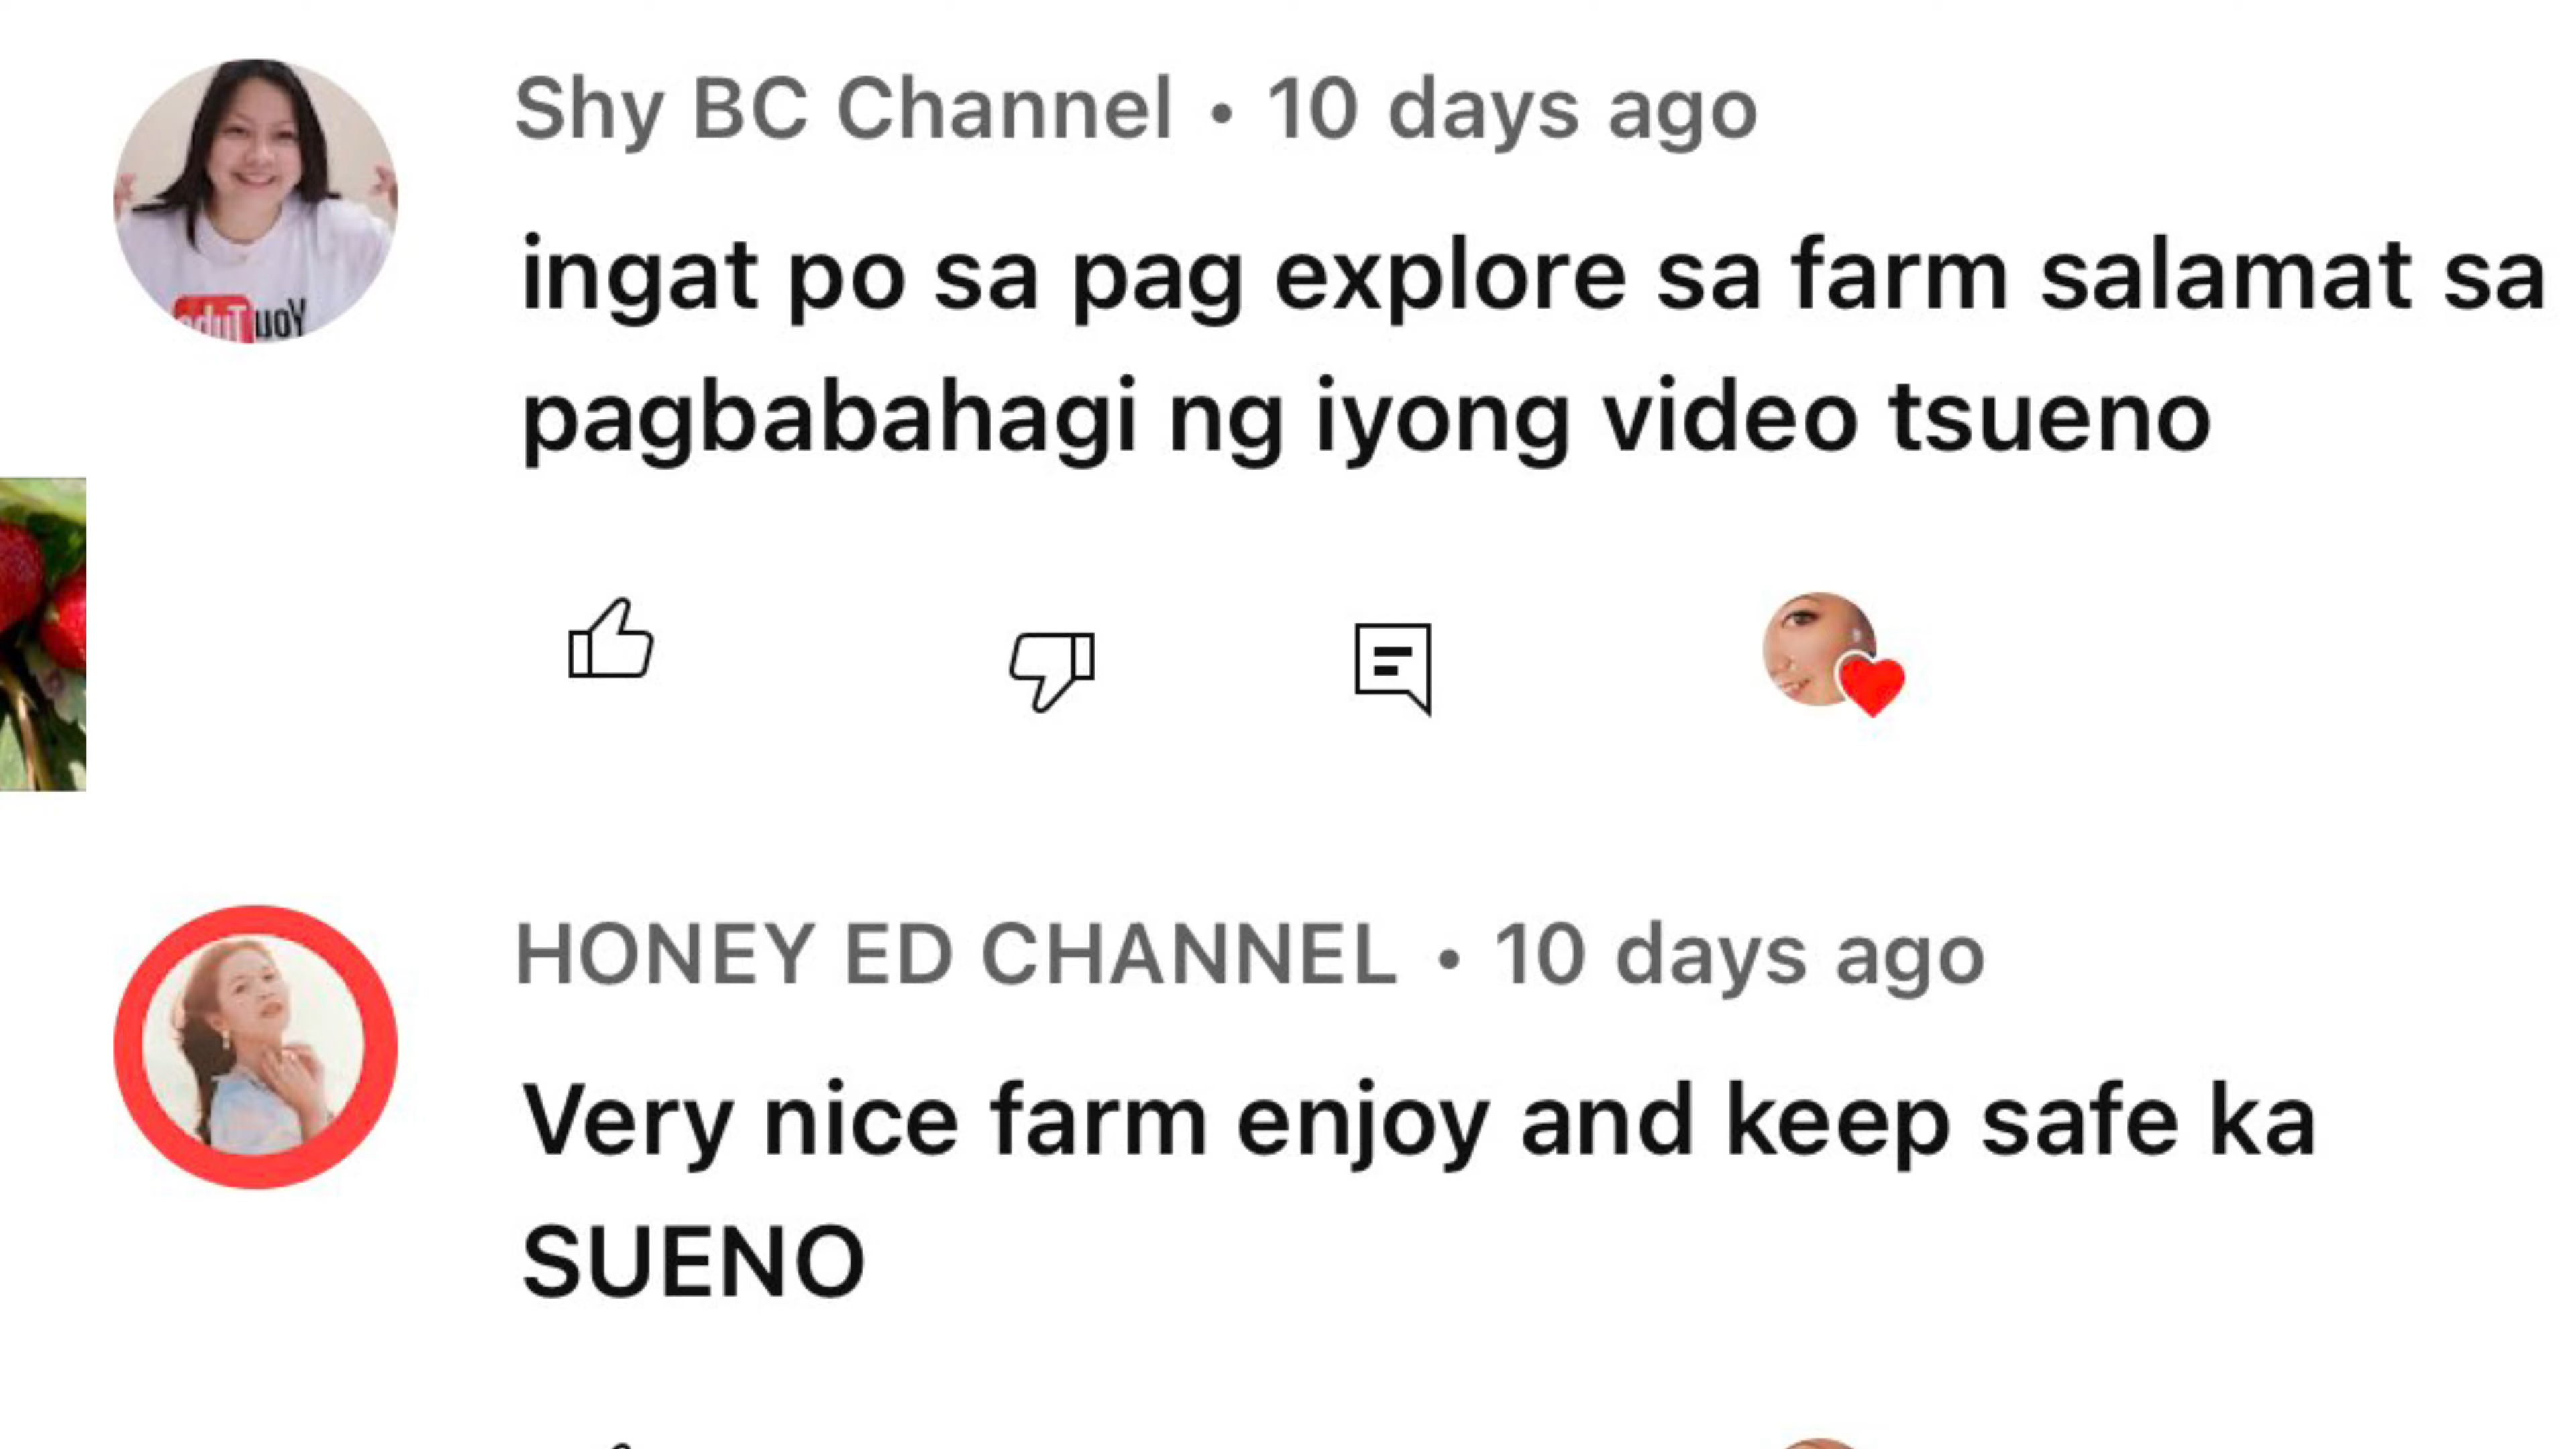 Shy BC Channel • 10 days ago
ingat po sa pag explore sa farm salamat sa
pagbabahagi ng iyong video tsueno
YouTube
HONEY ED CHANNEL • 10 days ago
Very nice farm enjoy and keep safe ka
SUENO